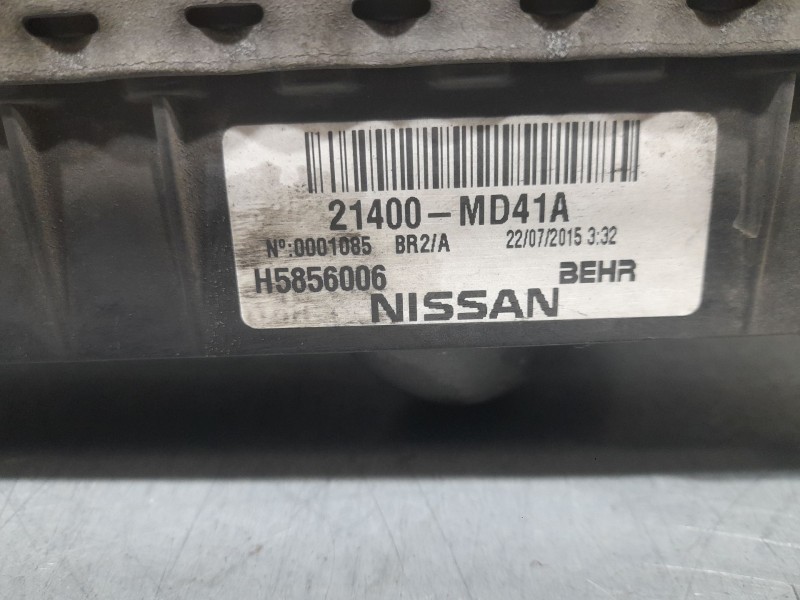 21400-MD41A
Nº:0001085 BR2/A 22/07/2015 3:32
H5856006 BEHR
NISSAN